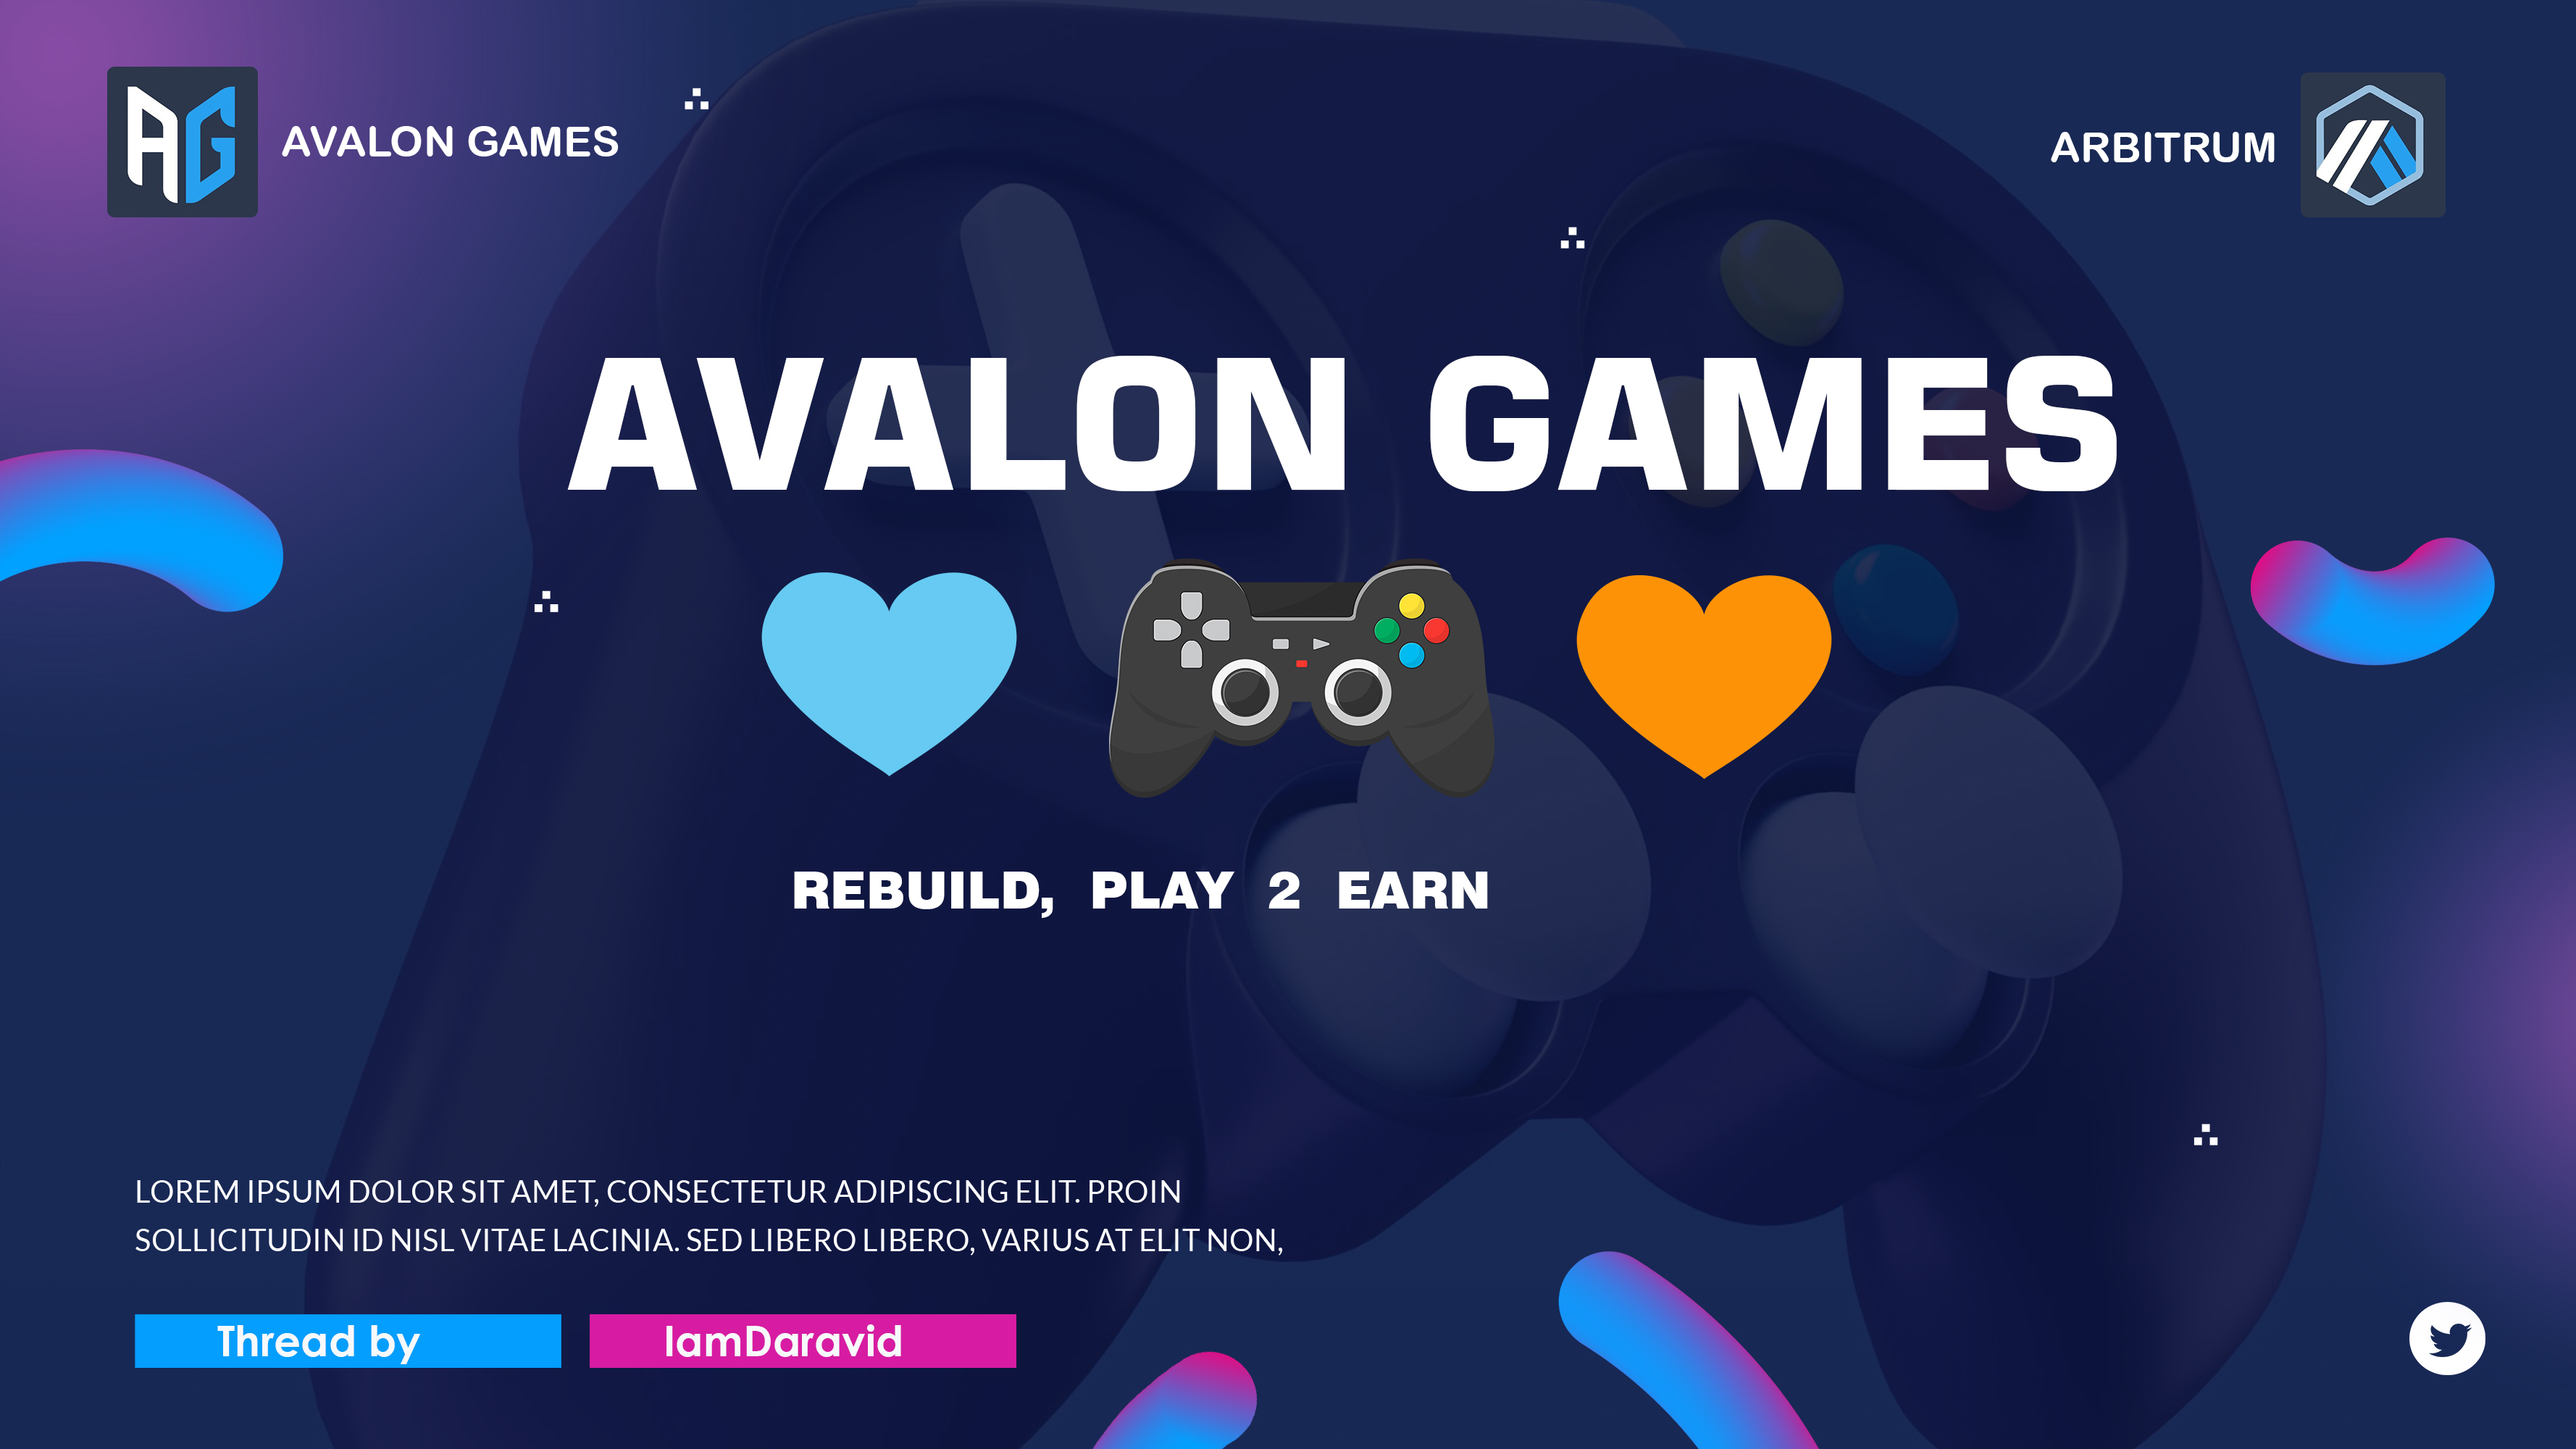 AG AVALON GAMES
ARBITRUM
AVALON GAMES
REBUILD, PLAY 2 EARN
LOREM IPSUM DOLOR SIT AMET, CONSECTETUR ADIPISCING ELIT. PROIN
SOLLICITUDIN ID NISL VITAE LACINIA. SED LIBERO LIBERO, VARIUS AT ELIT NON,
Thread by
IamDaravid